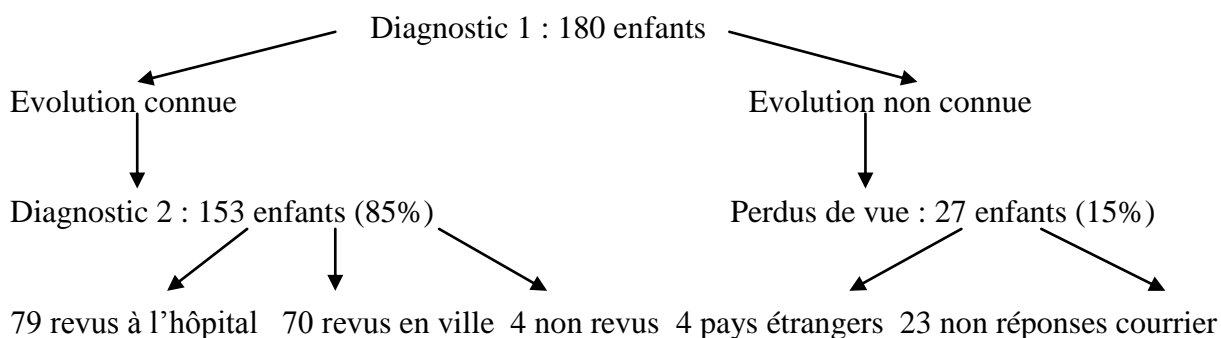 Diagnostic 1 : 180 enfants
Evolution connue Evolution non connue
Diagnostic 2 : 153 enfants (85%) Perdus de vue : 27 enfants (15%)
79 revus à l’hôpital 70 revus en ville 4 non revus 4 pays étrangers 23 non réponses courrier